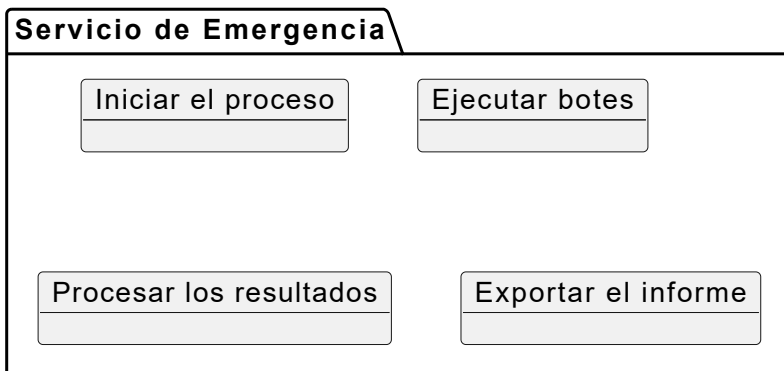 Servicio de Emergencia
Iniciar el proceso
Ejecutar botes
Procesar los resultados
Exportar el informe